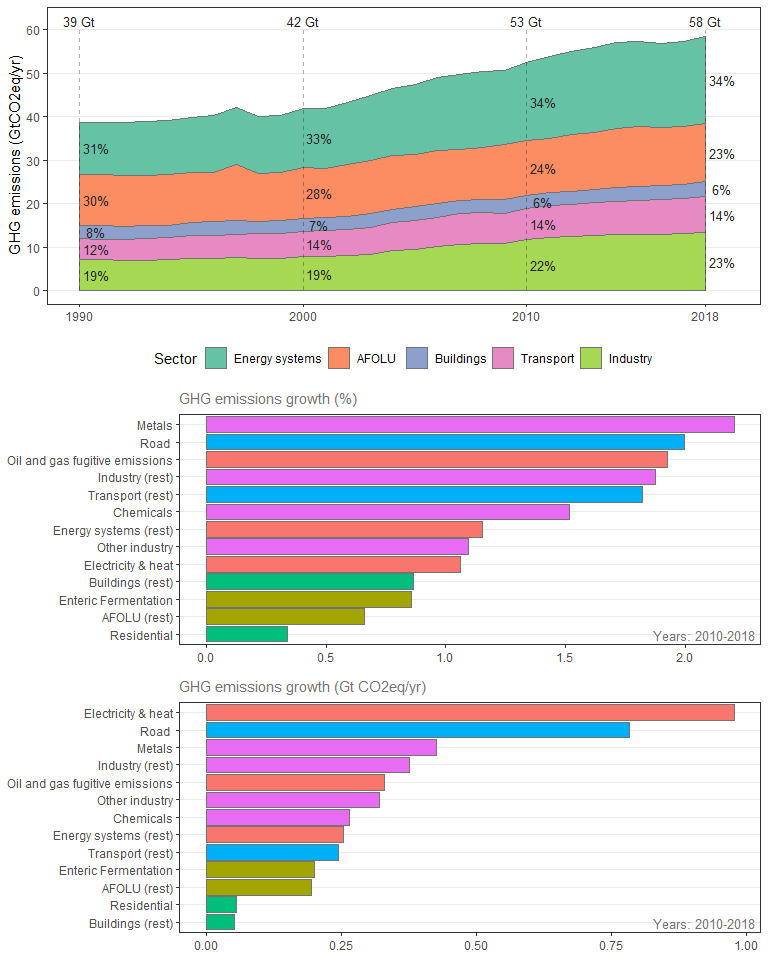 39 Gt 42 Gt 53 Gt 58 Gt
GHG emissions (GtCO2eq/yr)
60
50
40
30
20
10
0
31% 33% 34% 34%
30% 28% 24% 23%
8% 7% 6% 6%
12% 14% 14% 14%
19% 19% 22% 23%
1990 2000 2010 2018
Sector Energy systems AFOLU Buildings Transport Industry
GHG emissions growth (%)
Metals
Road
Oil and gas fugitive emissions
Industry (rest)
Transport (rest)
Chemicals
Energy systems (rest)
Other industry
Electricity & heat
Buildings (rest)
Enteric Fermentation
AFOLU (rest)
Residential
Years: 2010-2018
0.0 0.5 1.0 1.5 2.0
GHG emissions growth (Gt CO2eq/yr)
Electricity & heat
Road
Metals
Industry (rest)
Oil and gas fugitive emissions
Other industry
Chemicals
Energy systems (rest)
Transport (rest)
Enteric Fermentation
AFOLU (rest)
Residential
Buildings (rest)
Years: 2010-2018
0.00 0.25 0.50 0.75 1.00